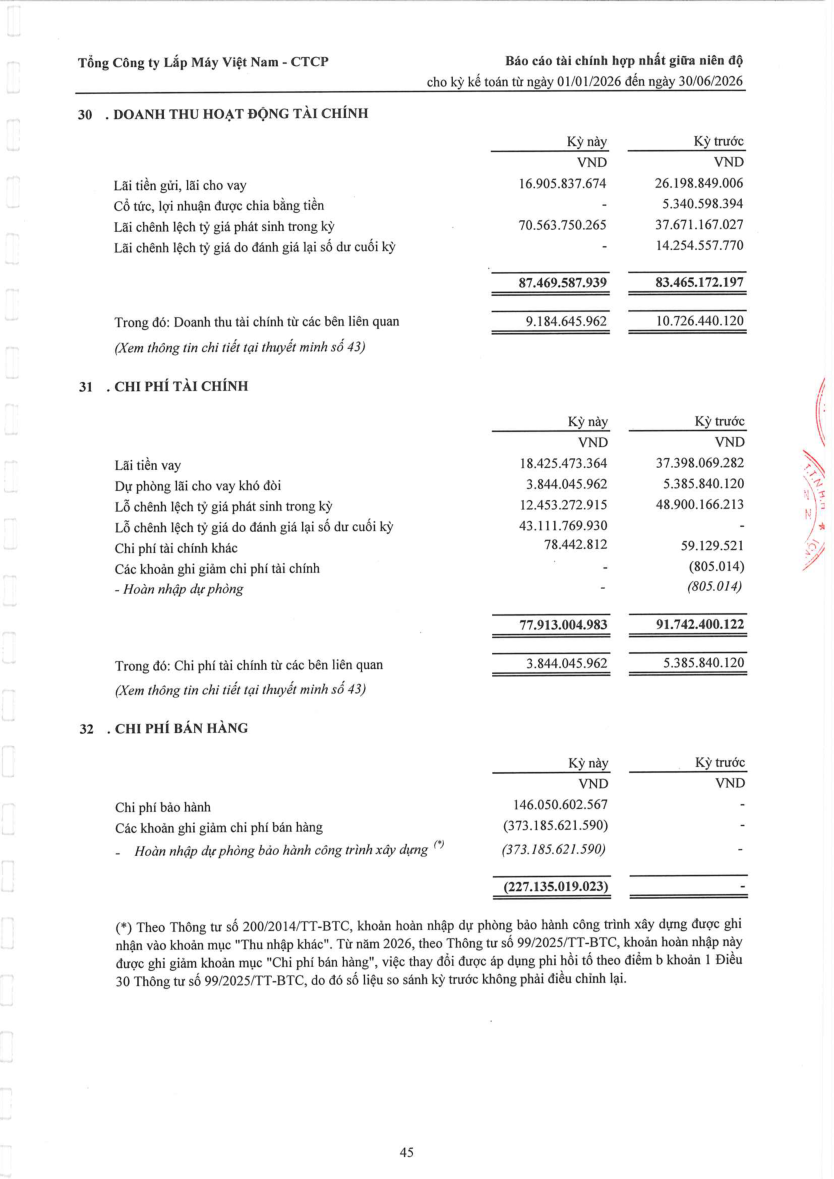 Tổng Công ty Lắp Máy Việt Nam - CTCP
Báo cáo tài chính hợp nhất giữa niên độ
cho kỳ kế toán từ ngày 01/01/2026 đến ngày 30/06/2026
30 . DOANH THU HOẠT ĐỘNG TÀI CHÍNH
Kỳ này Kỳ trước
VND VND
Lãi tiền gửi, lãi cho vay 16.905.837.674 26.198.849.006
Cổ tức, lợi nhuận được chia bằng tiền - 5.340.598.394
Lãi chênh lệch tỷ giá phát sinh trong kỳ 70.563.750.265 37.671.167.027
Lãi chênh lệch tỷ giá do đánh giá lại số dư cuối kỳ - 14.254.557.770
87.469.587.939 83.465.172.197
Trong đó: Doanh thu tài chính từ các bên liên quan 9.184.645.962 10.726.440.120
(Xem thông tin chi tiết tại thuyết minh số 43)
31 . CHI PHÍ TÀI CHÍNH
Kỳ này Kỳ trước
VND VND
Lãi tiền vay 18.425.473.364 37.398.069.282
Dự phòng lãi cho vay khó đòi 3.844.045.962 5.385.840.120
Lỗ chênh lệch tỷ giá phát sinh trong kỳ 12.453.272.915 48.900.166.213
Lỗ chênh lệch tỷ giá do đánh giá lại số dư cuối kỳ 43.111.769.930 -
Chi phí tài chính khác 78.442.812 59.129.521
Các khoản ghi giảm chi phí tài chính - (805.014)
- Hoàn nhập dự phòng - (805.014)
77.913.004.983 91.742.400.122
Trong đó: Chi phí tài chính từ các bên liên quan 3.844.045.962 5.385.840.120
(Xem thông tin chi tiết tại thuyết minh số 43)
32 . CHI PHÍ BÁN HÀNG
Kỳ này Kỳ trước
VND VND
Chi phí bảo hành 146.050.602.567 -
Các khoản ghi giảm chi phí bán hàng (373.185.621.590) -
- Hoàn nhập dự phòng bảo hành công trình xây dựng (*) (373.185.621.590) -
(227.135.019.023) -
(*) Theo Thông tư số 200/2014/TT-BTC, khoản hoàn nhập dự phòng bảo hành công trình xây dựng được ghi
nhận vào khoản mục "Thu nhập khác". Từ năm 2026, theo Thông tư số 99/2025/TT-BTC, khoản hoàn nhập này
được ghi giảm khoản mục "Chi phí bán hàng", việc thay đổi được áp dụng phi hồi tố theo điểm b khoản 1 Điều
30 Thông tư số 99/2025/TT-BTC, do đó số liệu so sánh kỳ trước không phải điều chỉnh lại.
45